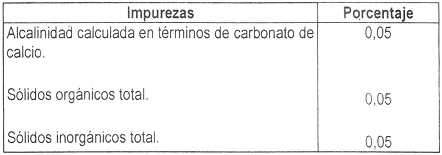 Impurezas Porcentaje
Alcalinidad calculada en términos de carbonato de 0,05
calcio.
Sólidos orgánicos total. 0,05
Sólidos inorgánicos total. 0,05